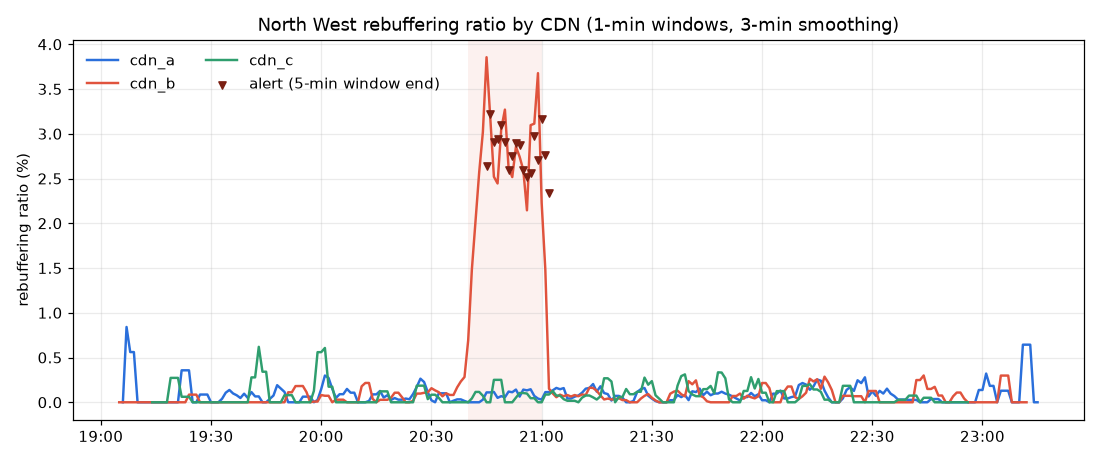 North West rebuffering ratio by CDN (1-min windows, 3-min smoothing)
cdn_a
cdn_b
cdn_c
alert (5-min window end)
rebuffering ratio (%)
4.0
3.5
3.0
2.5
2.0
1.5
1.0
0.5
0.0
19:00 19:30 20:00 20:30 21:00 21:30 22:00 22:30 23:00